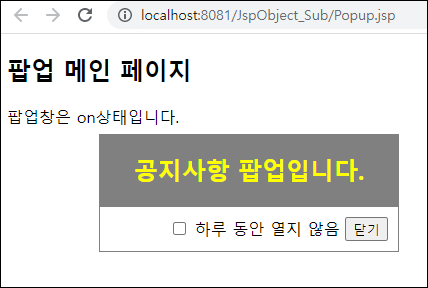 localhost:8081/JspObject_Sub/Popup.jsp
팝업 메인 페이지
팝업창은 on상태입니다.
공지사항 팝업입니다.
하루 동안 열지 않음 닫기